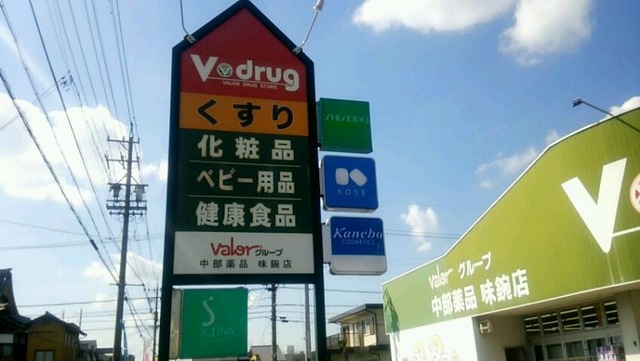 V drug
VALOR DRUG STORE
くすり
化粧品
ベビー用品
健康食品
Valor グループ
中部薬品 味鋺店
SHISEIDO
KOSÉ
Kanebo
COSMETICS
V
Valor グループ
中部薬品 味鋺店